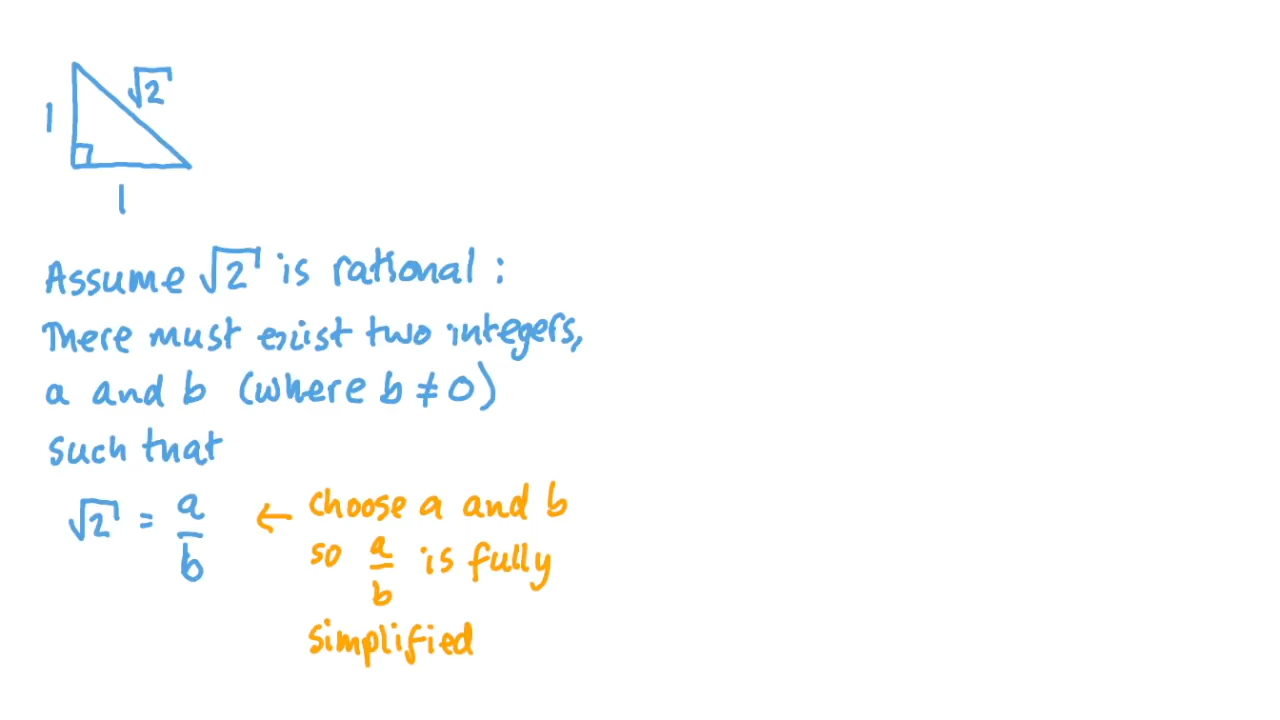 √2
1
1
Assume √2 is rational :
There must exist two integers,
a and b (where b ≠ 0)
such that
√2 = a/b ← choose a and b
so a/b is fully
simplified